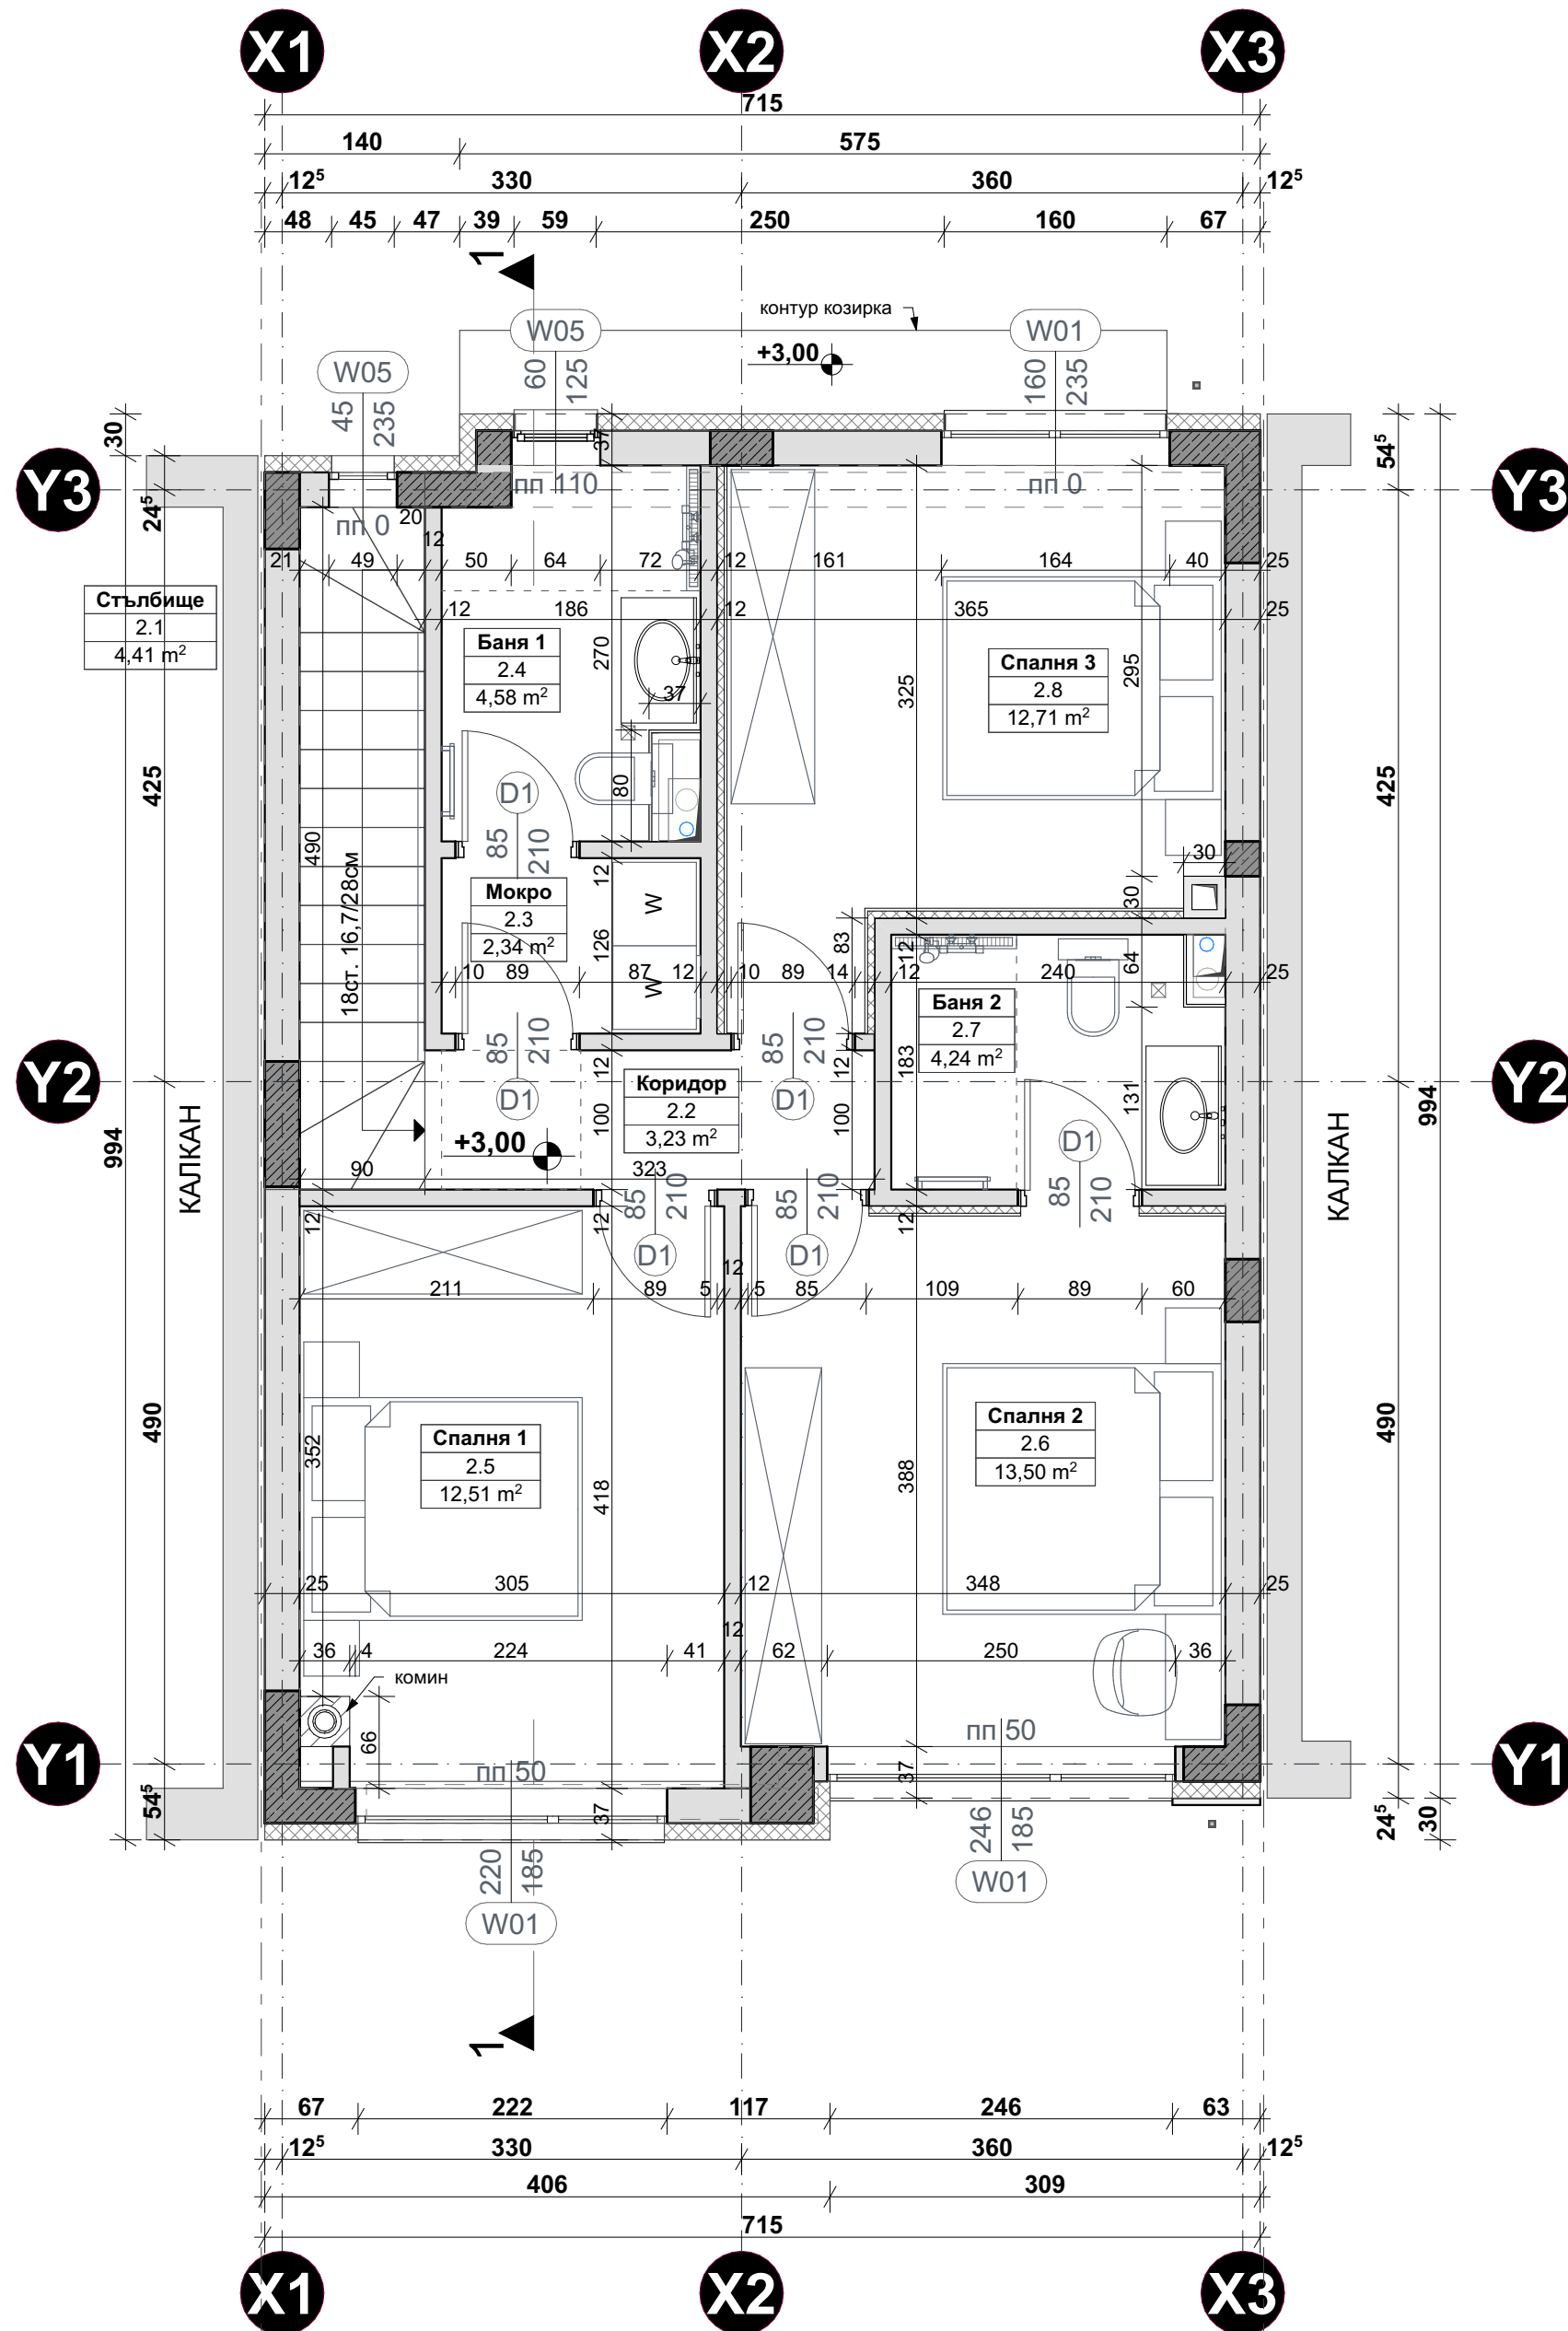 X1 X2 X3
715
140 575
12⁵ 330 360 12⁵
48 45 47 39 59 250 160 67
1
контур козирка
W05 W01
+3,00
W05
60 125
160 235
45 235
30
37
54⁵
Y3 Y3
24⁵
пп 110 пп 0
пп 0
20
12
21 49 50 64 72 12 161 164 40 25
Стълбище
2.1
4,41 m²
12 186 12 365 25
Баня 1
2.4
4,58 m²
270
37
325
295
Спалня 3
2.8
12,71 m²
425 425
D1
80
85 210
490
18ст. 16,7/28см
30
12
Мокро
2.3
2,34 m²
W
126
30
83
12
64
10 89 87 12 10 89 14 12 240 25
W
Баня 2
2.7
4,24 m²
85 210
85 210
12
12
183
Y2 Y2
Коридор
2.2
3,23 m²
D1
D1
131
100
100
994 994
КАЛКАН КАЛКАН
+3,00
D1
90 323
85 210
85 210
85 210
12
12
12
D1 D1
12
211 89 5 5 85 109 89 60
490 490
Спалня 1
2.5
12,51 m²
Спалня 2
2.6
13,50 m²
352
418
388
25 305 12 348 25
12
36 4 224 41 62 250 36
комин
66
пп 50
пп 50
Y1 Y1
37
37
54⁵
24⁵
30
220 185
246 185
W01
W01
1
67 222 117 246 63
12⁵ 330 360 12⁵
406 309
715
X1 X2 X3